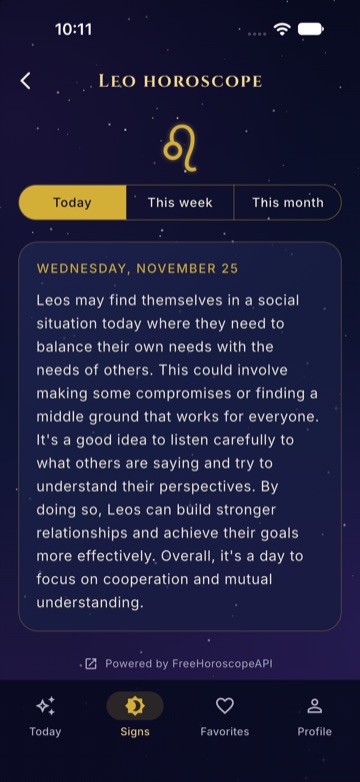 10:11
LEO HOROSCOPE
Today
This week
This month
WEDNESDAY, NOVEMBER 25
Leos may find themselves in a social
situation today where they need to
balance their own needs with the
needs of others. This could involve
making some compromises or finding a
middle ground that works for everyone.
It's a good idea to listen carefully to
what others are saying and try to
understand their perspectives. By
doing so, Leos can build stronger
relationships and achieve their goals
more effectively. Overall, it's a day to
focus on cooperation and mutual
understanding.
Powered by FreeHoroscopeAPI
Today
Signs
Favorites
Profile